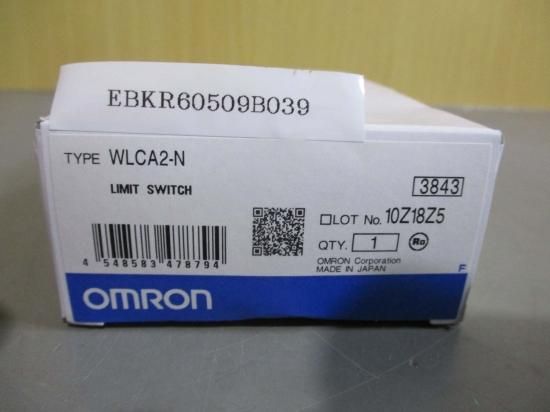 EBKR60509B039
TYPE WLCA2-N
LIMIT SWITCH
3843
LOT No. 10Z18Z5
QTY. 1 Ro
4 548583 478794
OMRON Corporation
MADE IN JAPAN
F
OMRON